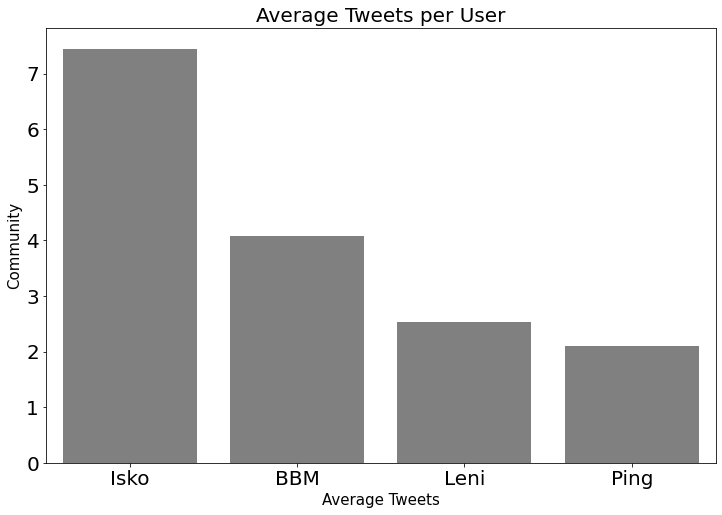 Average Tweets per User
Community
7
6
5
4
3
2
1
0
Isko BBM Leni Ping
Average Tweets